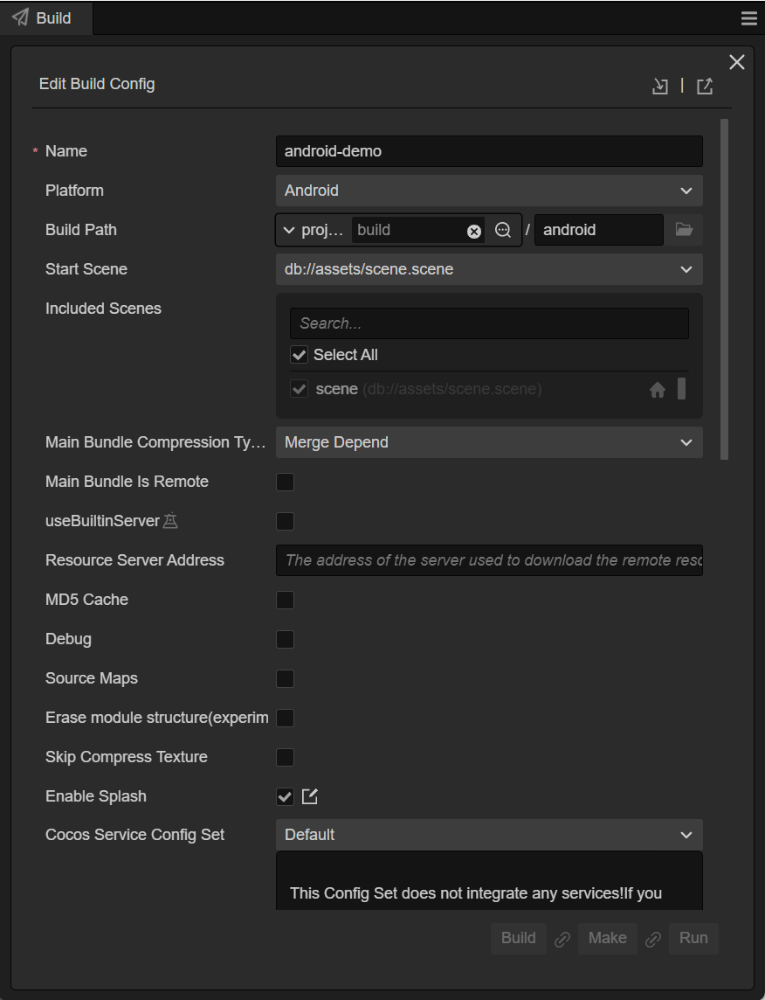 Build
Edit Build Config
* Name
android-demo
Platform
Android
Build Path
proj... build / android
Start Scene
db://assets/scene.scene
Included Scenes
Search...
Select All
scene (db://assets/scene.scene)
Main Bundle Compression Ty...
Merge Depend
Main Bundle Is Remote
useBuiltinServer
Resource Server Address
The address of the server used to download the remote reso
MD5 Cache
Debug
Source Maps
Erase module structure(experim
Skip Compress Texture
Enable Splash
Cocos Service Config Set
Default
This Config Set does not integrate any services!If you
Build Make Run